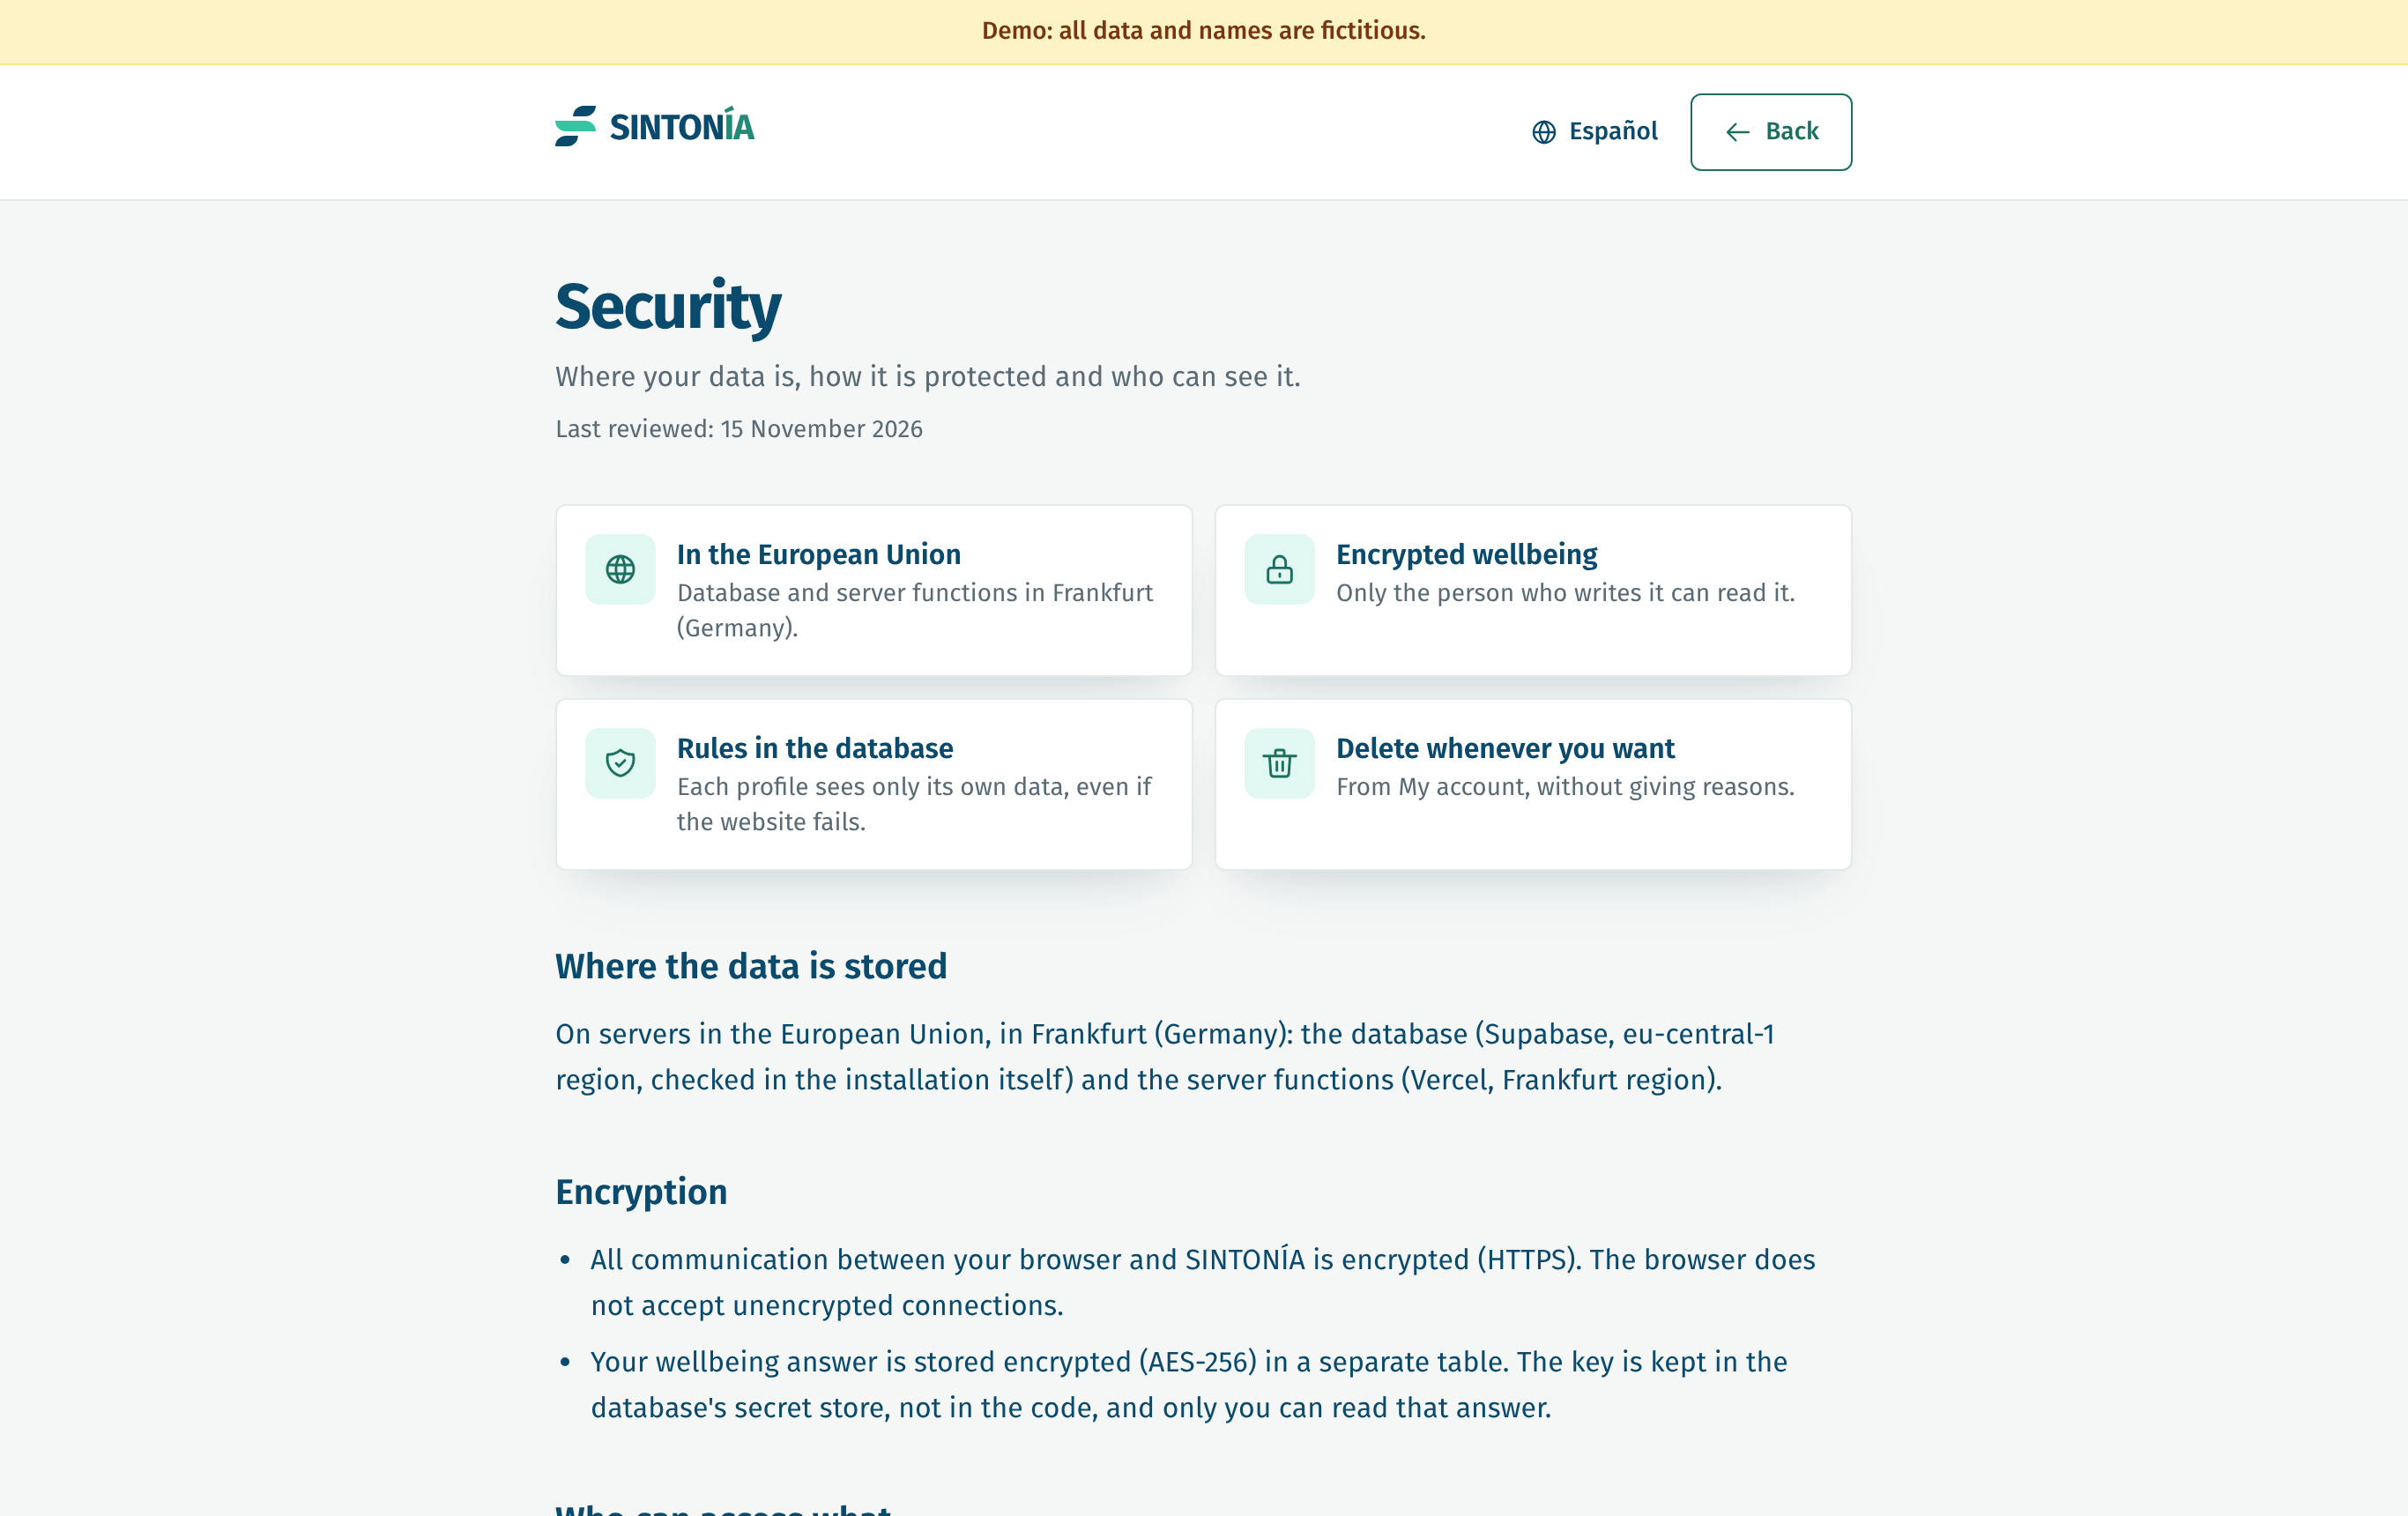 Demo: all data and names are fictitious.
SINTONÍA
Español
Back
Security
Where your data is, how it is protected and who can see it.
Last reviewed: 15 November 2026
In the European Union
Database and server functions in Frankfurt
(Germany).
Encrypted wellbeing
Only the person who writes it can read it.
Rules in the database
Each profile sees only its own data, even if
the website fails.
Delete whenever you want
From My account, without giving reasons.
Where the data is stored
On servers in the European Union, in Frankfurt (Germany): the database (Supabase, eu-central-1
region, checked in the installation itself) and the server functions (Vercel, Frankfurt region).
Encryption
• All communication between your browser and SINTONÍA is encrypted (HTTPS). The browser does
not accept unencrypted connections.
• Your wellbeing answer is stored encrypted (AES-256) in a separate table. The key is kept in the
database's secret store, not in the code, and only you can read that answer.
Who can access what